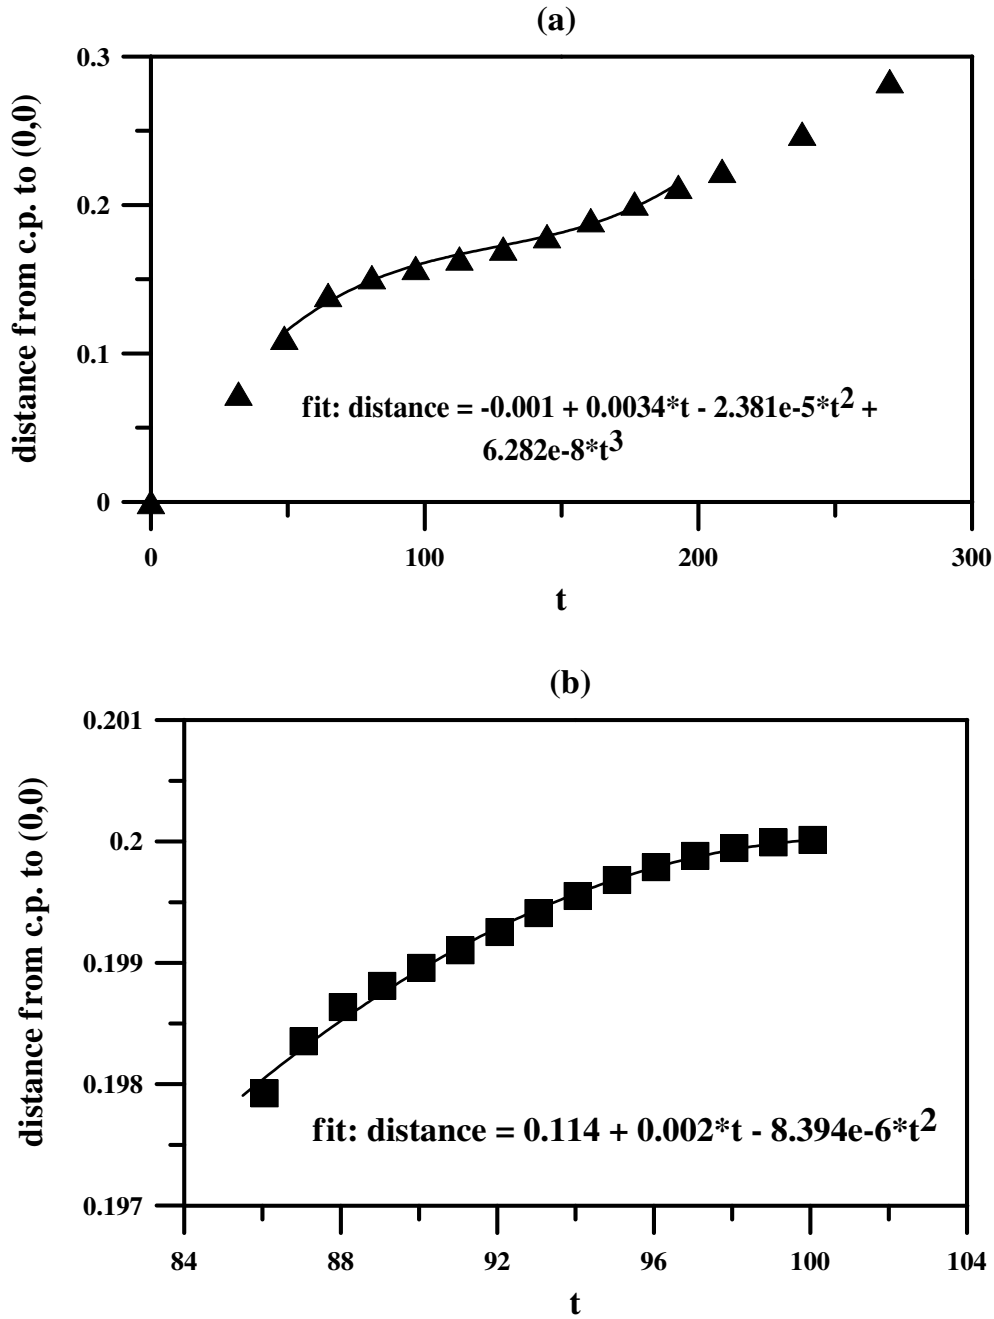 (a)
distance from c.p. to (0,0)
0.3
0.2
0.1
0
fit: distance = -0.001 + 0.0034*t - 2.381e-5*t2 +
6.282e-8*t3
0 100 200 300
t
(b)
distance from c.p. to (0,0)
0.201
0.2
0.199
0.198
0.197
fit: distance = 0.114 + 0.002*t - 8.394e-6*t2
84 88 92 96 100 104
t